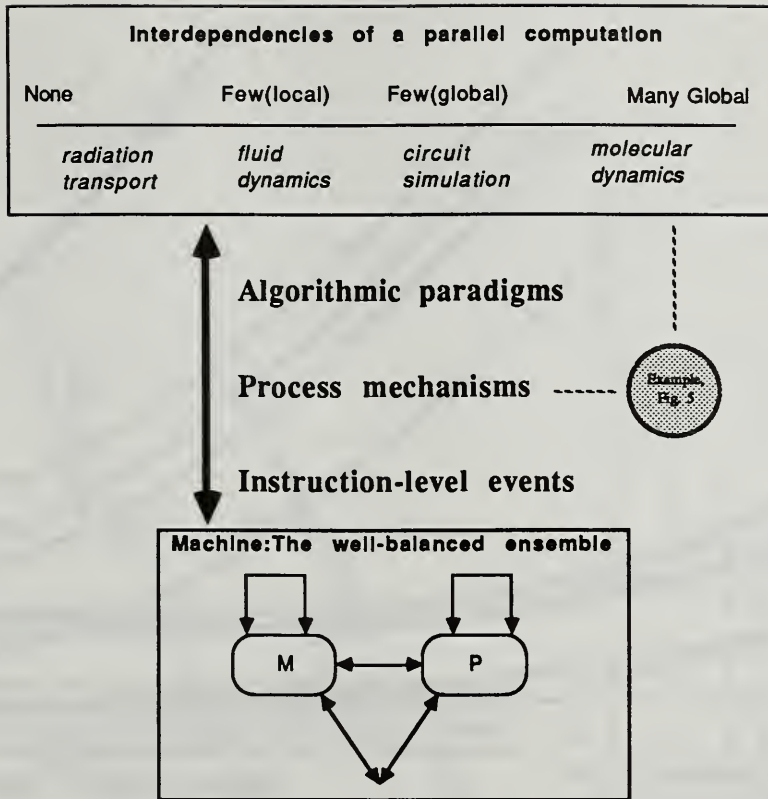 Interdependencies of a parallel computation
None Few(local) Few(global) Many Global
radiation fluid circuit molecular
transport dynamics simulation dynamics
Algorithmic paradigms
Process mechanisms
Example,
Fig. 5
Instruction-level events
Machine:The well-balanced ensemble
M P